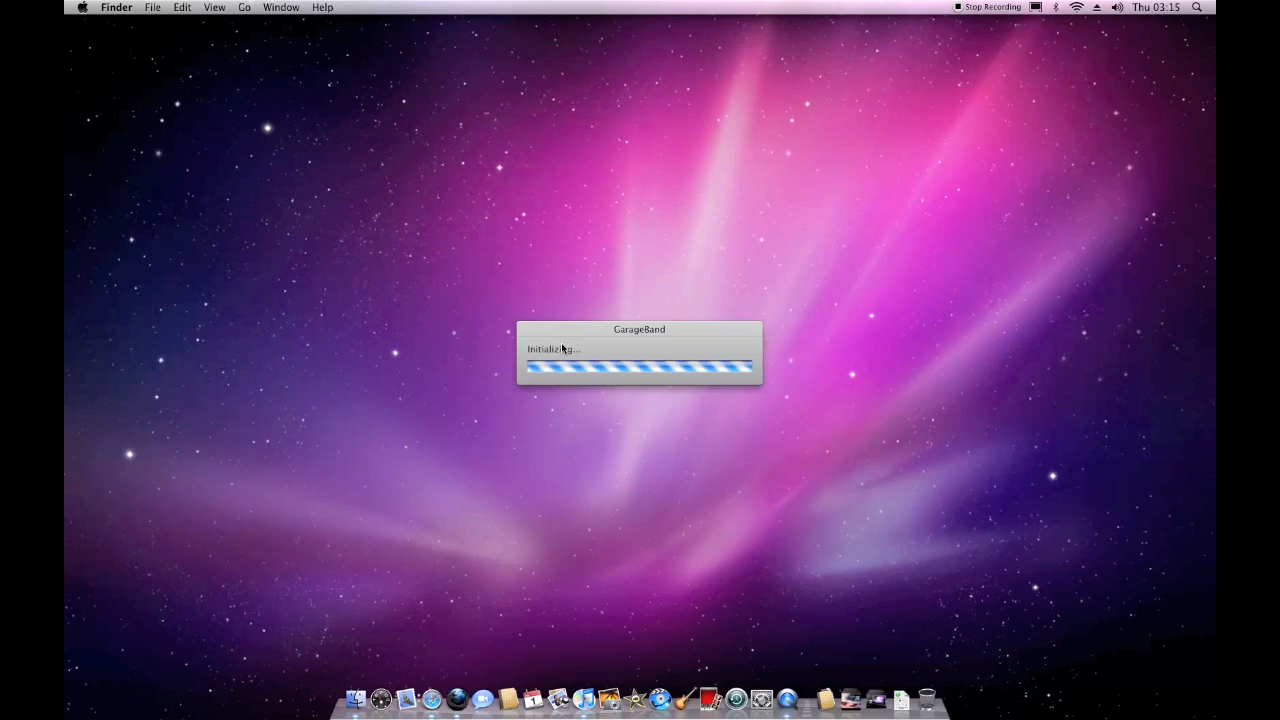 Finder File Edit View Go Window Help Stop Recording Thu 03:15
GarageBand
Initializing...